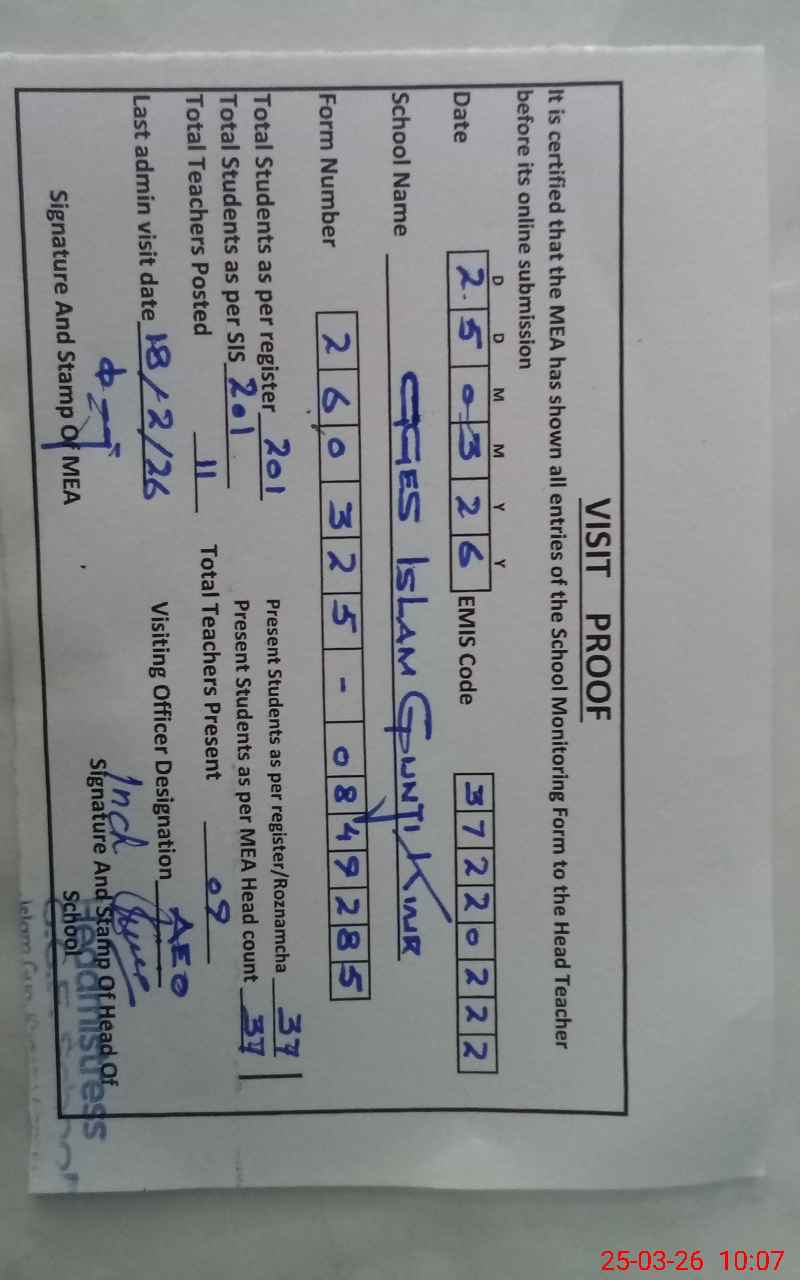 VISIT PROOF
It is certified that the MEA has shown all entries of the School Monitoring Form to the Head Teacher
before its online submission
D D M M Y Y
Date 2 5 0 3 2 6 EMIS Code 3 7 2 2 0 2 2 2
School Name GGES ISLAM GUNJ, KWR
Form Number 2 6 0 3 2 5 - 0 8 4 9 2 8 5
Total Students as per register 201 Present Students as per register/Roznamcha 37
Total Students as per SIS 201 Present Students as per MEA Head count 37
Total Teachers Posted 11 Total Teachers Present 09
Last admin visit date 18/2/26 Visiting Officer Designation AEO
Signature And Stamp Of MEA Signature And Stamp Of Head Of
School
Headmistress
25-03-26 10:07